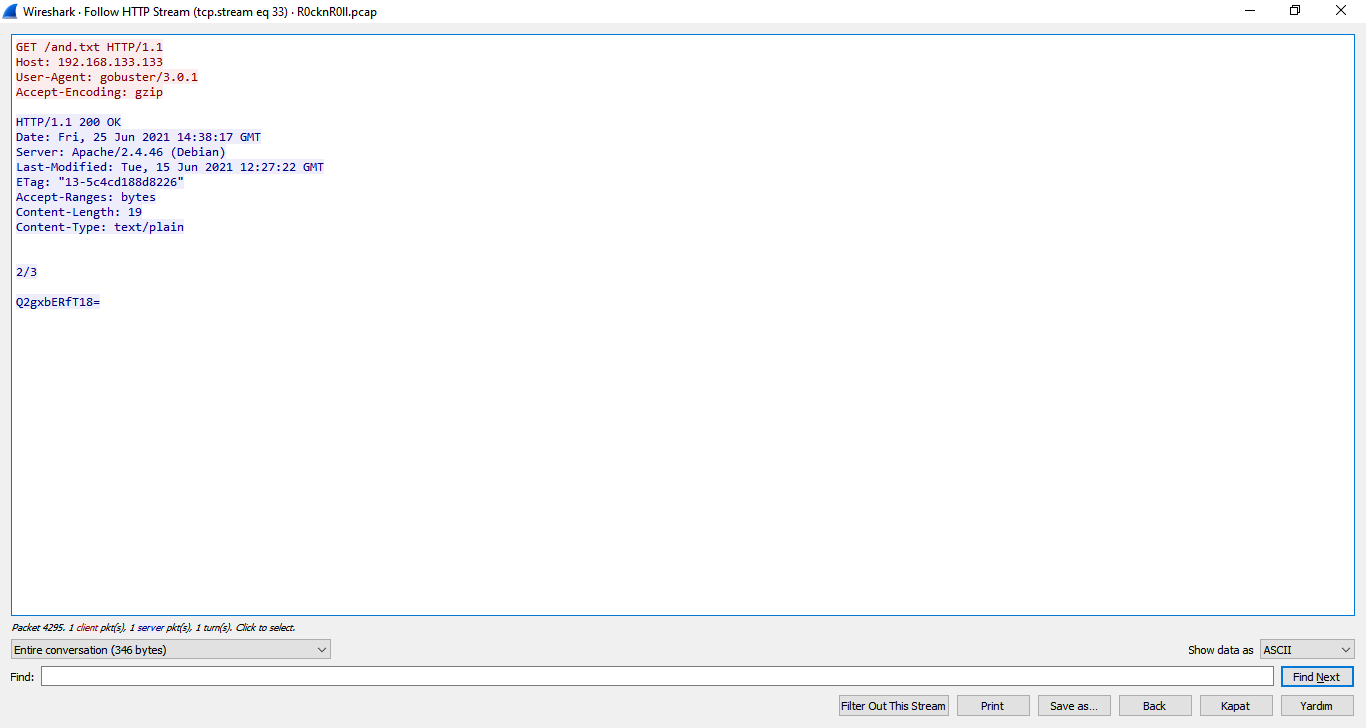 Wireshark · Follow HTTP Stream (tcp.stream eq 33) · R0cknR0ll.pcap
GET /and.txt HTTP/1.1
Host: 192.168.133.133
User-Agent: gobuster/3.0.1
Accept-Encoding: gzip
HTTP/1.1 200 OK
Date: Fri, 25 Jun 2021 14:38:17 GMT
Server: Apache/2.4.46 (Debian)
Last-Modified: Tue, 15 Jun 2021 12:27:22 GMT
ETag: "13-5c4cd188d8226"
Accept-Ranges: bytes
Content-Length: 19
Content-Type: text/plain
2/3
Q2gxbERfT18=
Packet 4295. 1 client pkt(s), 1 server pkt(s), 1 turn(s). Click to select.
Entire conversation (346 bytes)
Show data as ASCII
Find:
Find Next
Filter Out This Stream
Print
Save as...
Back
Kapat
Yardım